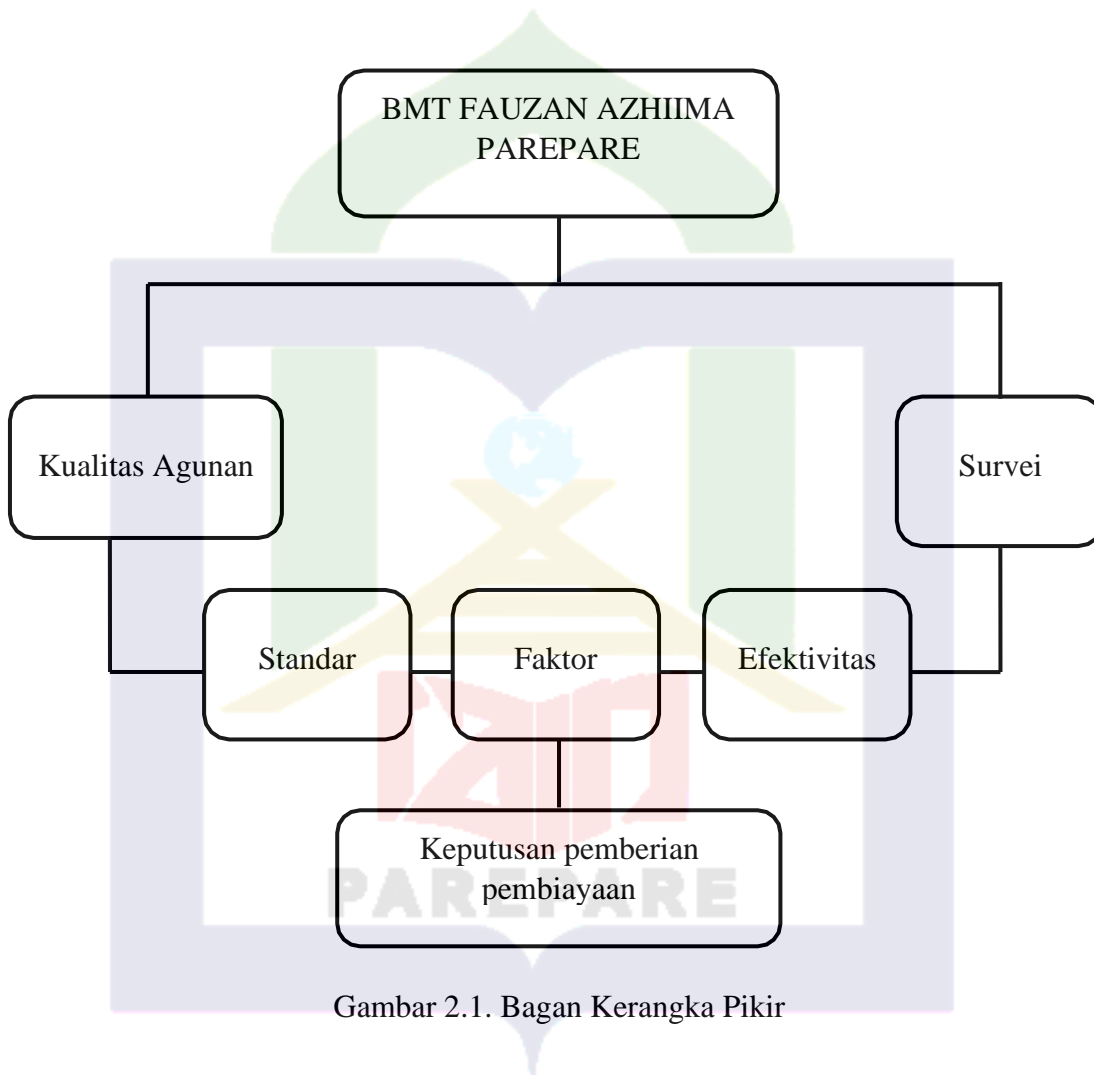 BMT FAUZAN AZHIIMA
PAREPARE
Kualitas Agunan
Survei
Standar
Faktor
Efektivitas
Keputusan pemberian
pembiayaan
PAREPARE
Gambar 2.1. Bagan Kerangka Pikir